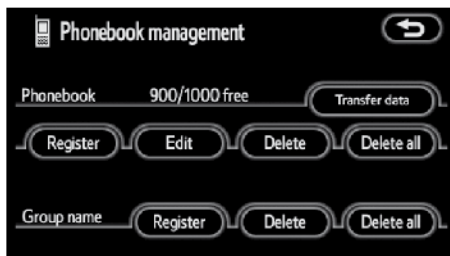 Phonebook management
Phonebook 900/1000 free Transfer data
Register Edit Delete Delete all
Group name Register Delete Delete all